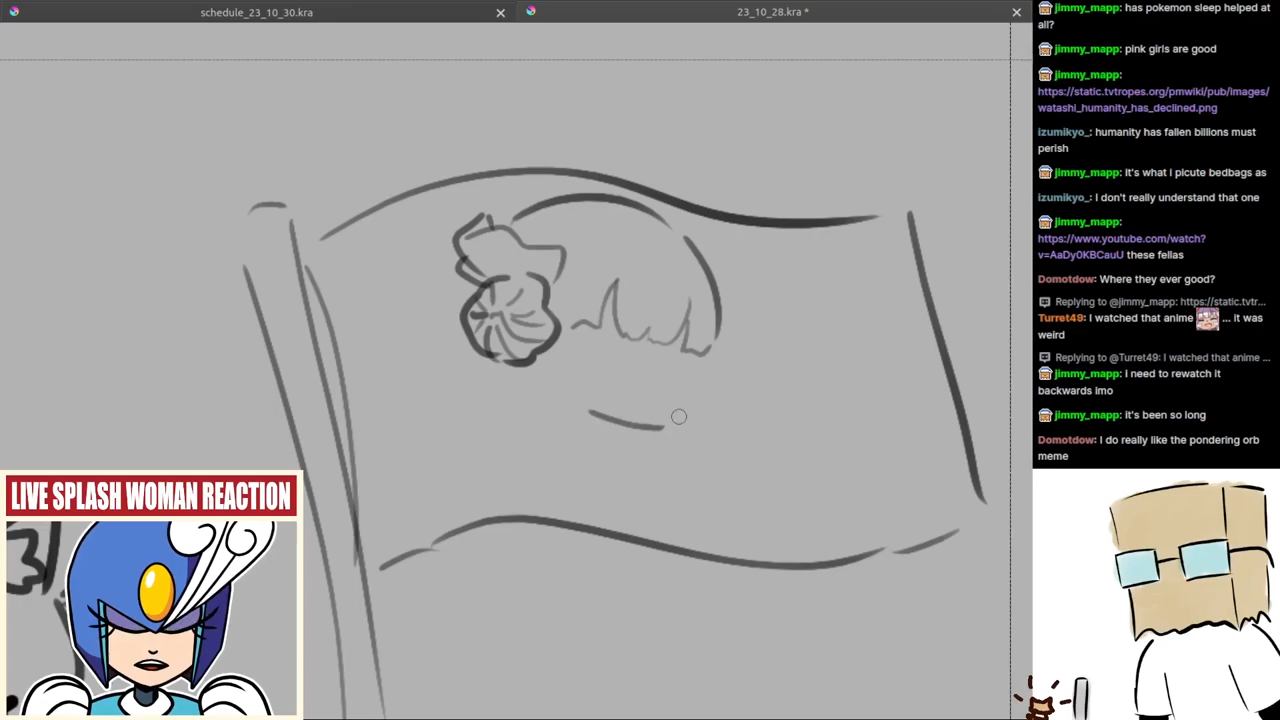 schedule_23_10_30.kra
23_10_28.kra *
jimmy_mapp: has pokemon sleep helped at
all?
jimmy_mapp: pink girls are good
jimmy_mapp:
https://static.tvtropes.org/pmwiki/pub/images/
watashi_humanity_has_declined.png
izumikyo_: humanity has fallen billions must
perish
jimmy_mapp: it's what i picute bedbags as
izumikyo_: I don't really understand that one
jimmy_mapp:
https://www.youtube.com/watch?
v=AaDy0KBCauU these fellas
Domotdow: Where they ever good?
Replying to @jimmy_mapp: https://static.tvtr...
Turret49: I watched that anime ... it was
weird
Replying to @Turret49: I watched that anime ...
jimmy_mapp: i need to rewatch it
backwards imo
jimmy_mapp: it's been so long
Domotdow: I do really like the pondering orb
meme
LIVE SPLASH WOMAN REACTION